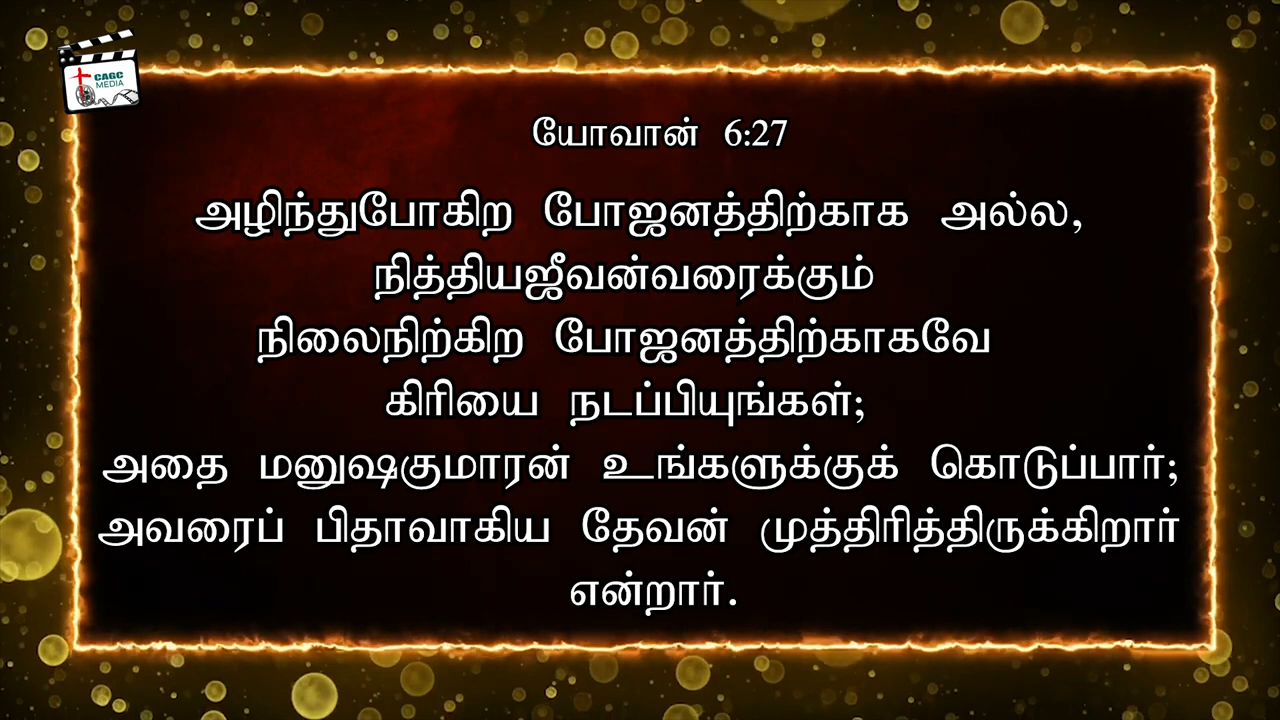 CAGC
MEDIA
யோவான் 6:27
அழிந்துபோகிற போஜனத்திற்காக அல்ல,
நித்தியஜீவன்வரைக்கும்
நிலைநிற்கிற போஜனத்திற்காகவே
கிரியை நடப்பியுங்கள்;
அதை மனுஷகுமாரன் உங்களுக்குக் கொடுப்பார்;
அவரைப் பிதாவாகிய தேவன் முத்திரித்திருக்கிறார்
என்றார்.